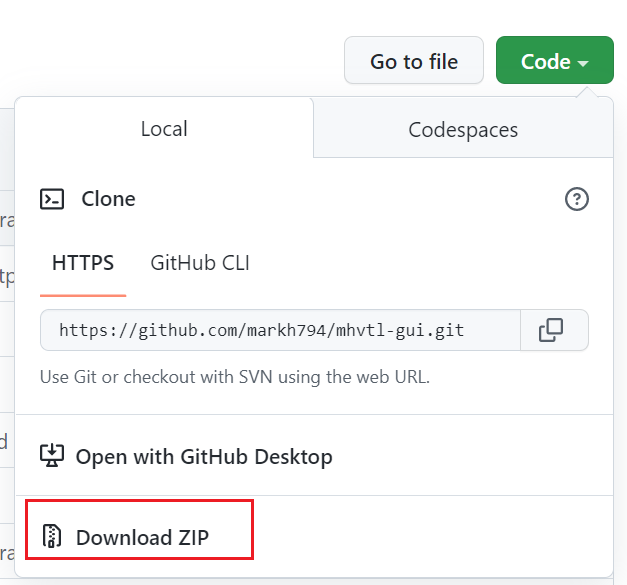 Go to file
Code
Local
Codespaces
Clone
HTTPS
GitHub CLI
https://github.com/markh794/mhvtl-gui.git
Use Git or checkout with SVN using the web URL.
Open with GitHub Desktop
Download ZIP